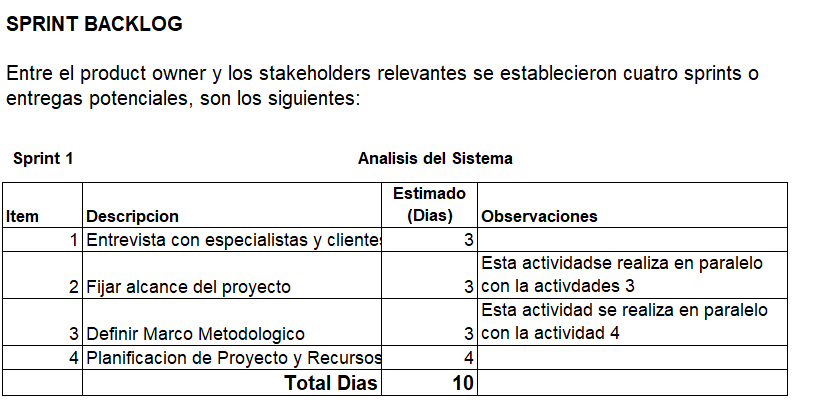 SPRINT BACKLOG
Entre el product owner y los stakeholders relevantes se establecieron cuatro sprints o
entregas potenciales, son los siguientes:
Sprint 1 Analisis del Sistema
Item Descripcion Estimado (Dias) Observaciones
1 Entrevista con especialistas y cliente 3
2 Fijar alcance del proyecto 3 Esta actividadse realiza en paralelo
con la activdades 3
3 Definir Marco Metodologico 3 Esta actividad se realiza en paralelo
con la actividad 4
4 Planificacion de Proyecto y Recursos 4
Total Dias 10